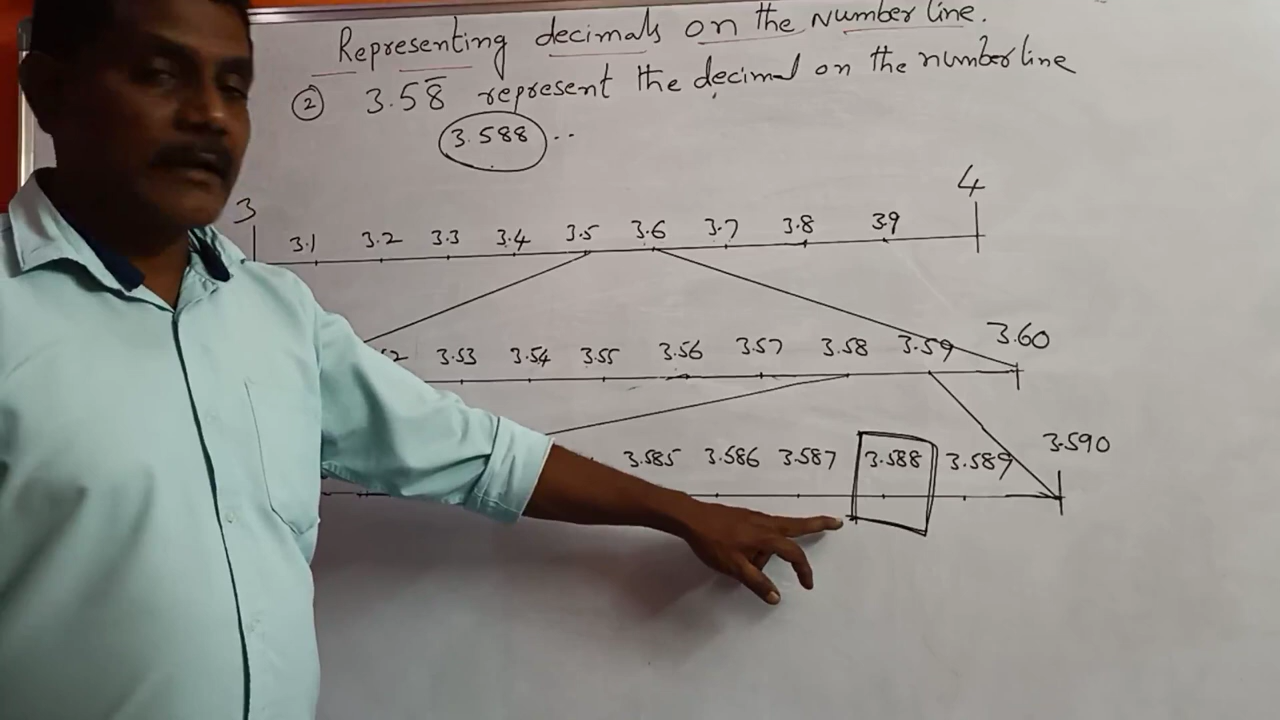 Representing decimals on the number line.
② 3.58̅ represent the decimal on the number line
3.588 ..
3 3.1 3.2 3.3 3.4 3.5 3.6 3.7 3.8 3.9 4
3.53 3.54 3.55 3.56 3.57 3.58 3.59 3.60
3.585 3.586 3.587 3.588 3.589 3.590